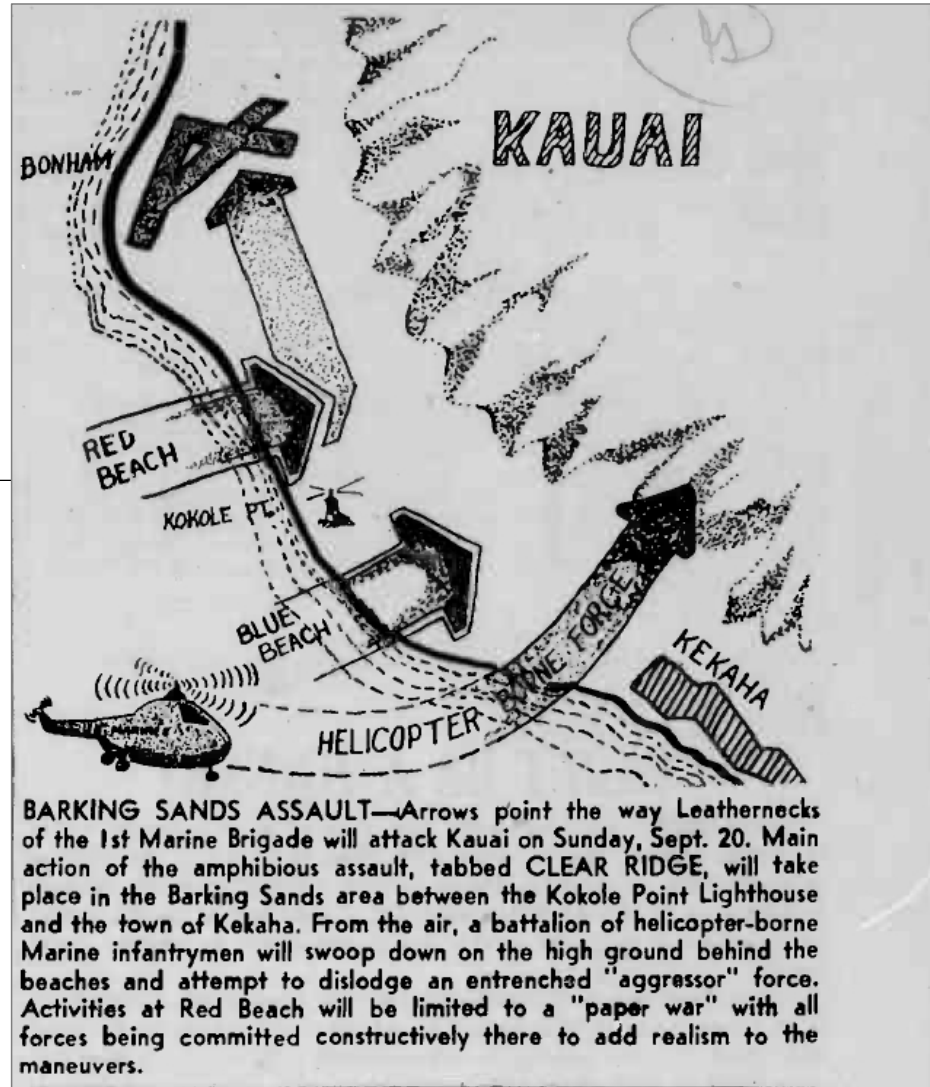 KAUAI
BONHAM
RED
BEACH
KOKOLE PT.
BLUE
BEACH
HELICOPTER BORNE FORCE
KEKAHA
MARINES
BARKING SANDS ASSAULT—Arrows point the way Leathernecks
of the 1st Marine Brigade will attack Kauai on Sunday, Sept. 20. Main
action of the amphibious assault, tabbed CLEAR RIDGE, will take
place in the Barking Sands area between the Kokole Point Lighthouse
and the town of Kekaha. From the air, a battalion of helicopter-borne
Marine infantrymen will swoop down on the high ground behind the
beaches and attempt to dislodge an entrenched "aggressor" force.
Activities at Red Beach will be limited to a "paper war" with all
forces being committed constructively there to add realism to the
maneuvers.